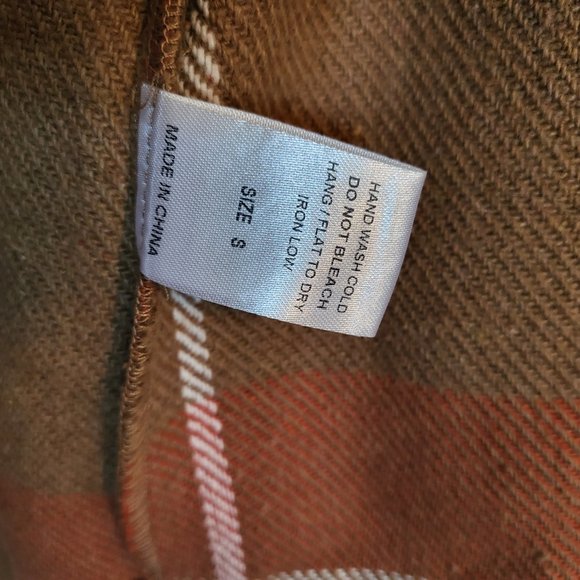 HAND WASH COLD
DO NOT BLEACH
HANG / FLAT TO DRY
IRON LOW
SIZE S
MADE IN CHINA